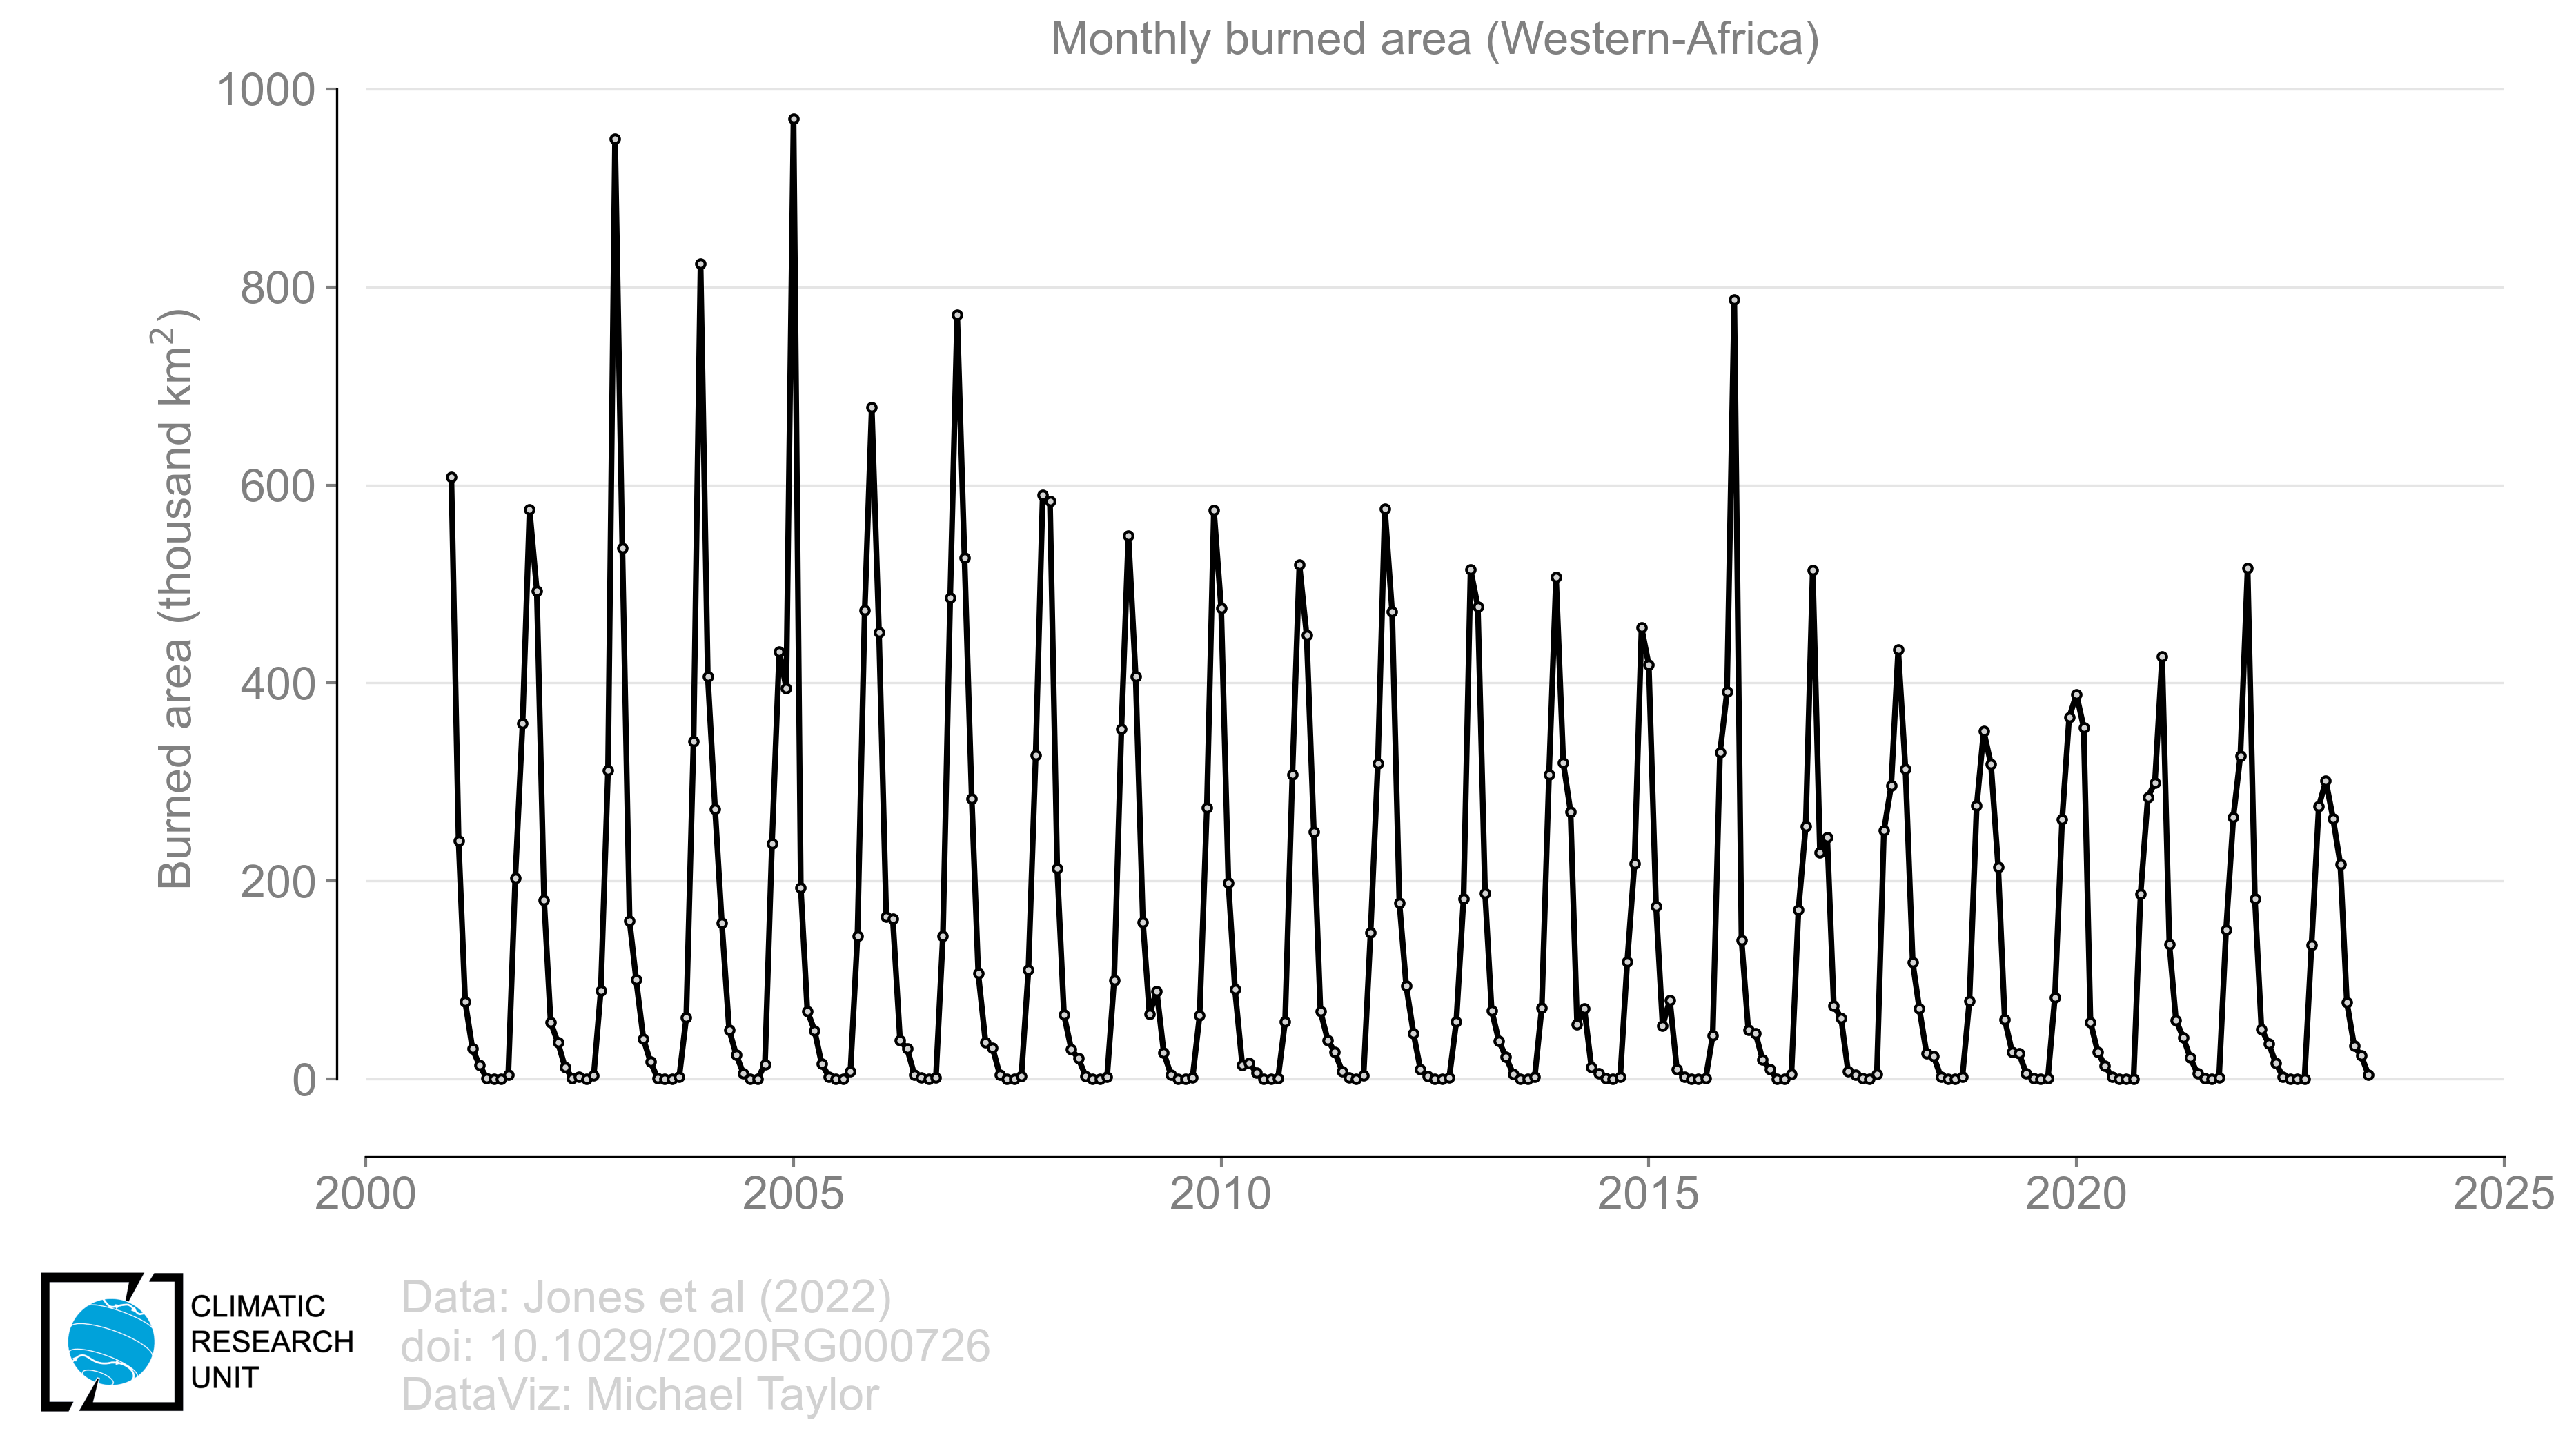 Monthly burned area (Western-Africa)
Burned area (thousand km²)
1000
800
600
400
200
0
2000
2005
2010
2015
2020
2025
CLIMATIC
RESEARCH
UNIT
Data: Jones et al (2022)
doi: 10.1029/2020RG000726
DataViz: Michael Taylor